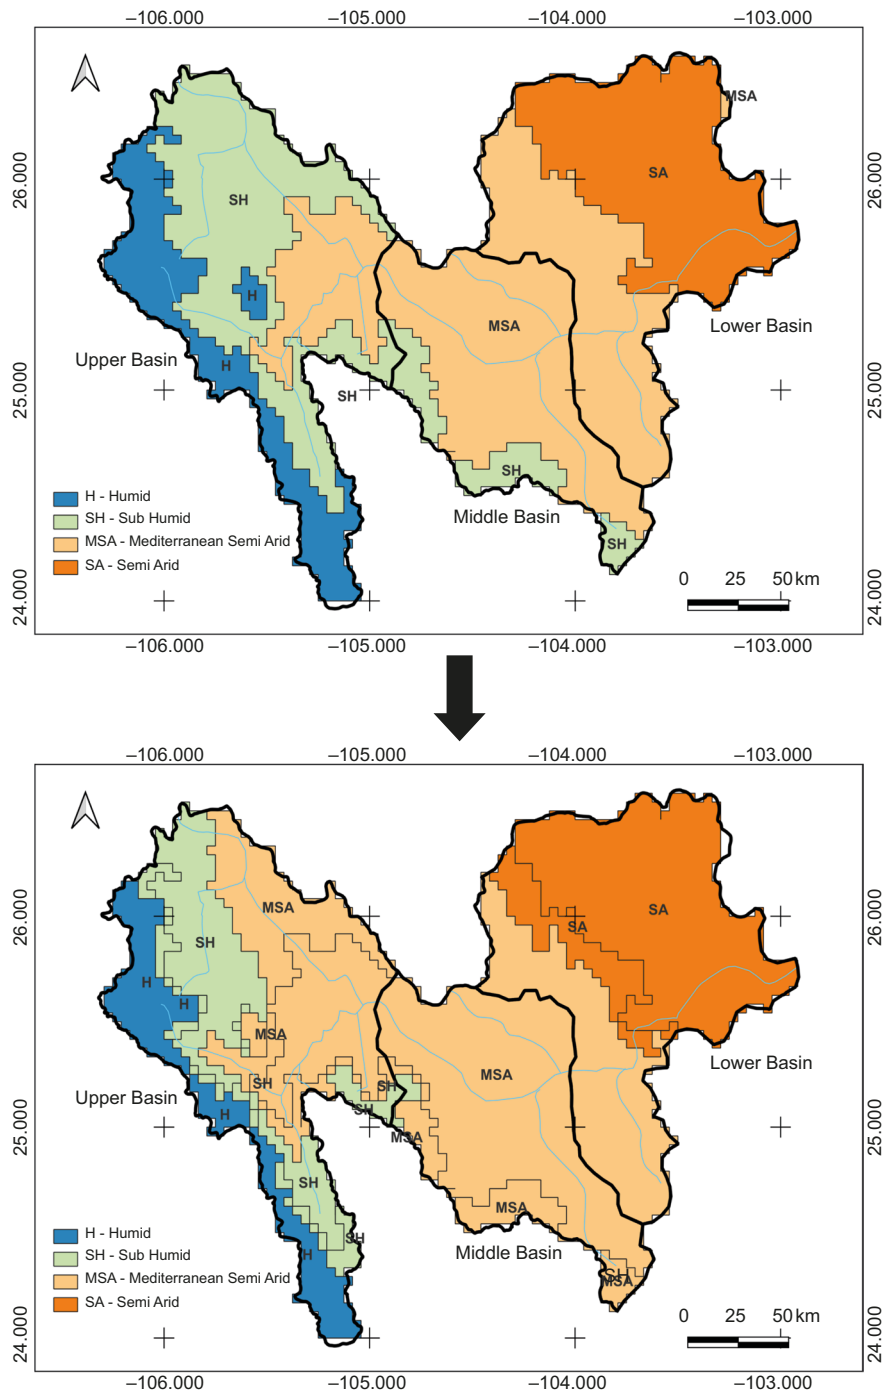 −106.000 −105.000 −104.000 −103.000
MSA
26.000 26.000
SA
SH
H
MSA
Lower Basin
Upper Basin
H
25.000 25.000
SH
SH
H - Humid
SH - Sub Humid
Middle Basin
MSA - Mediterranean Semi Arid
SH
SA - Semi Arid
0 25 50 km
24.000 24.000
−106.000 −105.000 −104.000 −103.000
−106.000 −105.000 −104.000 −103.000
MSA
SA
26.000 26.000
SA
SH
H
H
MSA
Lower Basin
MSA
SH
SH
Upper Basin
SH
H
25.000 25.000
MSA
SH
MSA
H - Humid
SH
H
Middle Basin
SH - Sub Humid
SH
MSA
MSA - Mediterranean Semi Arid
SA - Semi Arid
0 25 50 km
24.000 24.000
−106.000 −105.000 −104.000 −103.000